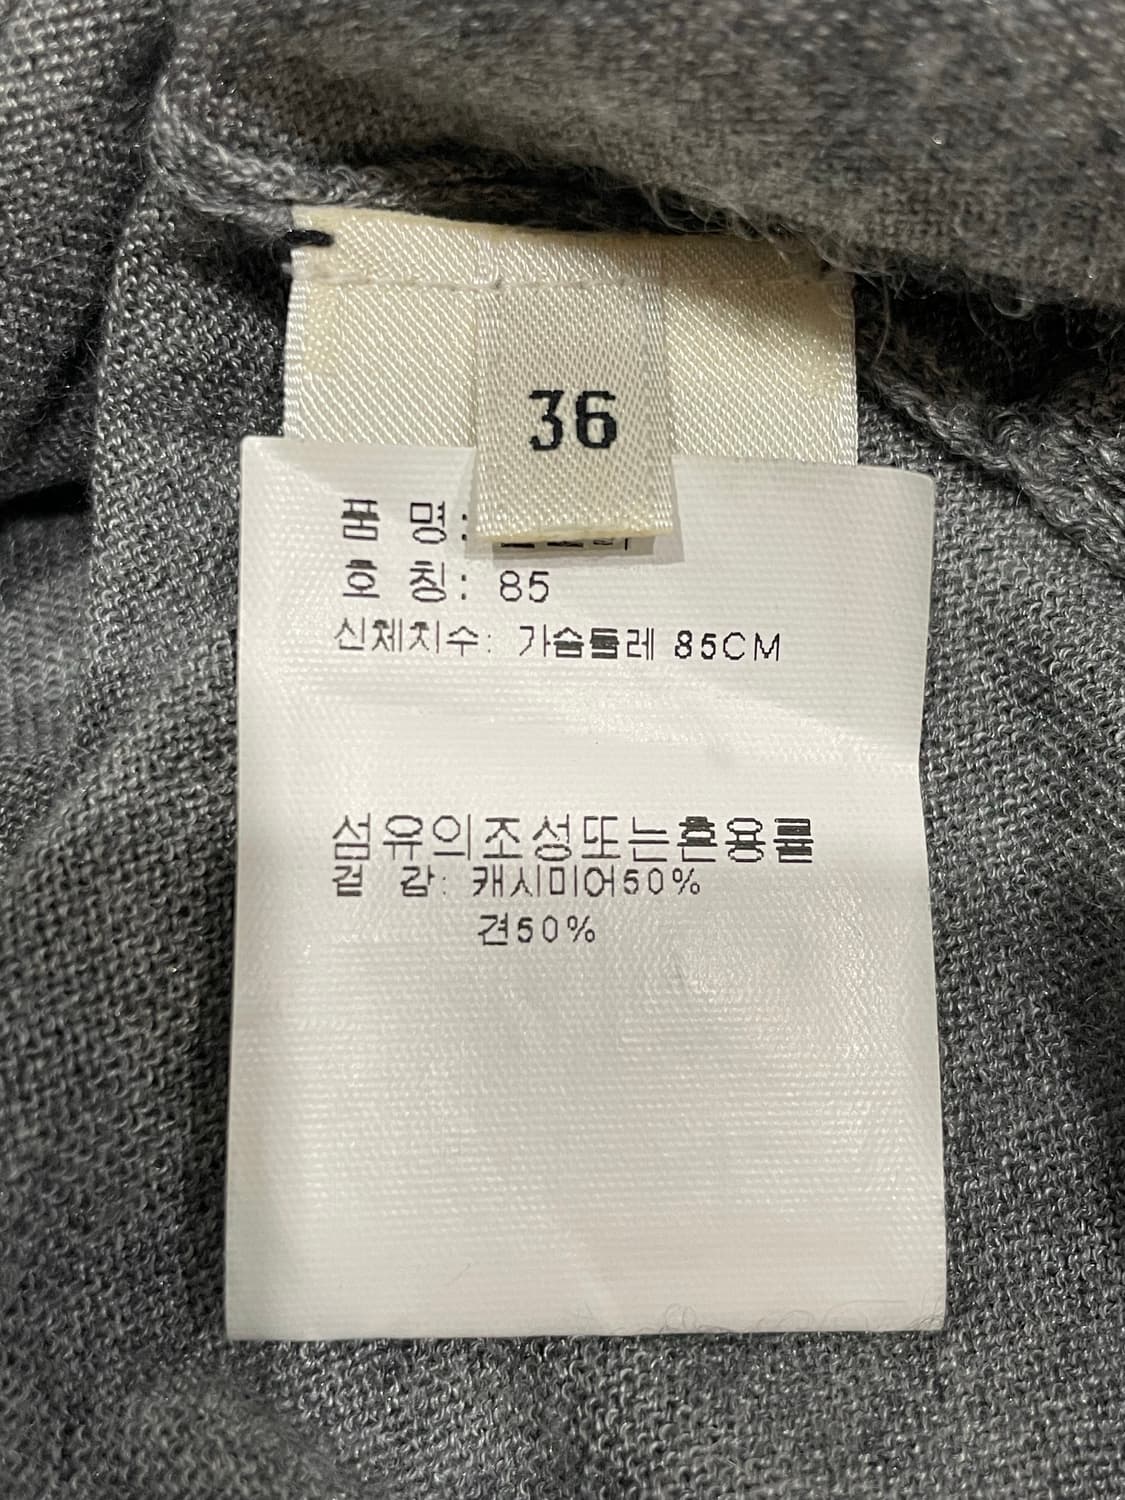 36
품 명:
호 칭: 85
신체치수: 가슴둘레 85CM
섬유의조성또는혼용률
겉 감: 캐시미어50%
견50%